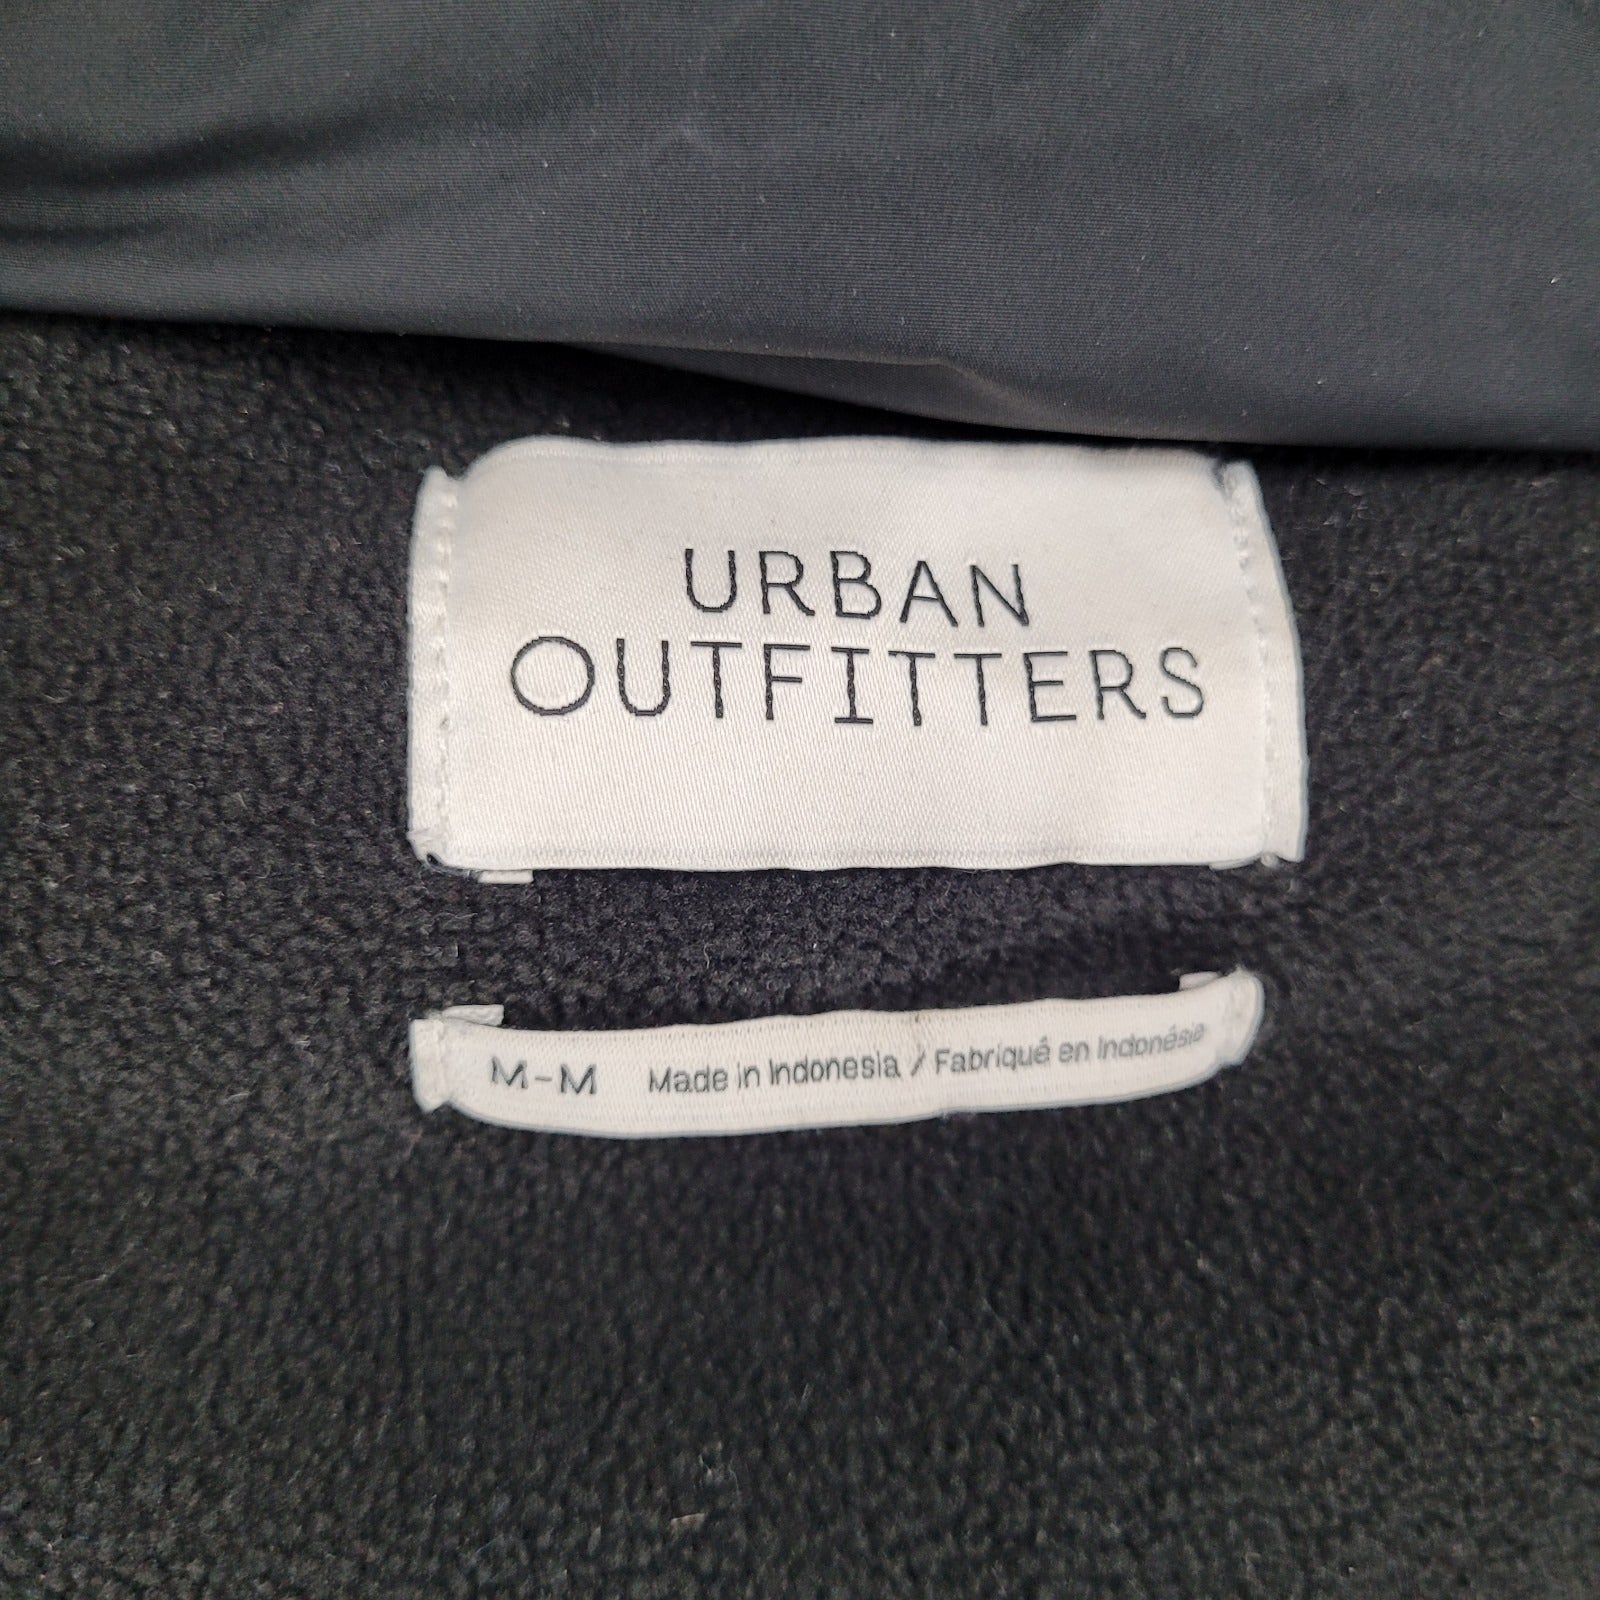 URBAN
OUTFITTERS
M-M Made in Indonesia / Fabriqué en Indonésie